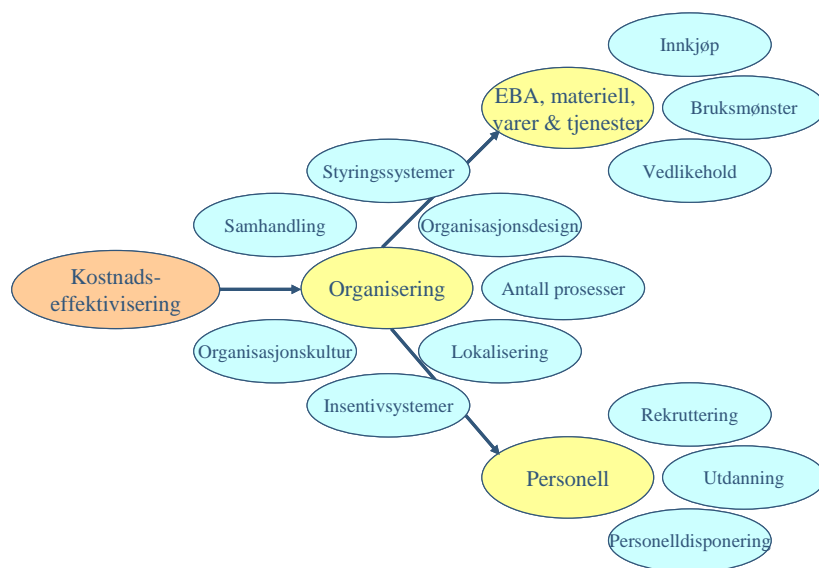 Innkjøp
EBA, materiell,
varer & tjenester
Bruksmønster
Styringssystemer
Vedlikehold
Samhandling
Organisasjonsdesign
Kostnads-
effektivisering
Organisering
Antall prosesser
Organisasjonskultur
Lokalisering
Insentivsystemer
Rekruttering
Personell
Utdanning
Personelldisponering